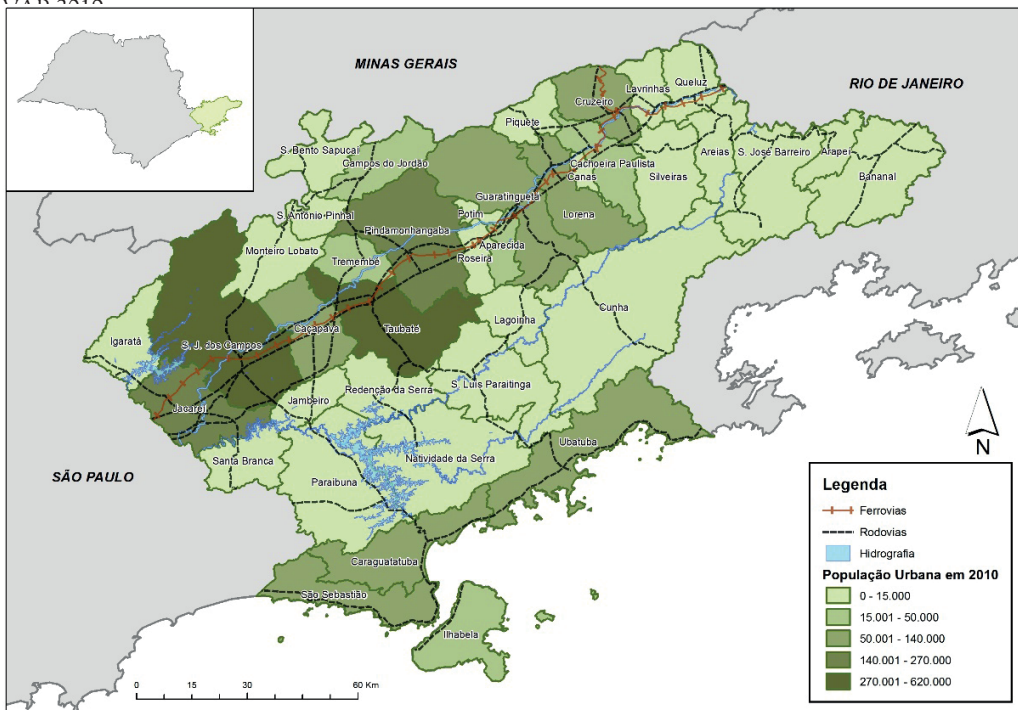 MINAS GERAIS
RIO DE JANEIRO
Queluz
Lavrinhas
Cruzeiro
Piquete
S. Bento Sapucaí
Campos do Jordão
Cachoeira Paulista
Canas
Areias
S. José Barreiro
Arapeí
Bananal
Silveiras
Guaratinguetá
S. Antônio Pinhal
Potim
Lorena
Pindamonhangaba
Monteiro Lobato
Tremembé
Aparecida
Roseira
Cunha
Lagoinha
Caçapava
Taubaté
Igaratá
S. J. dos Campos
Redenção da Serra
S. Luis Paraitinga
Jambeiro
Jacareí
Ubatuba
Santa Branca
Natividade da Serra
SÃO PAULO
Paraibuna
Caraguatatuba
São Sebastião
Ilhabela
N
0 15 30 60 Km
Legenda
Ferrovias
Rodovias
Hidrografia
População Urbana em 2010
0 - 15.000
15.001 - 50.000
50.001 - 140.000
140.001 - 270.000
270.001 - 620.000